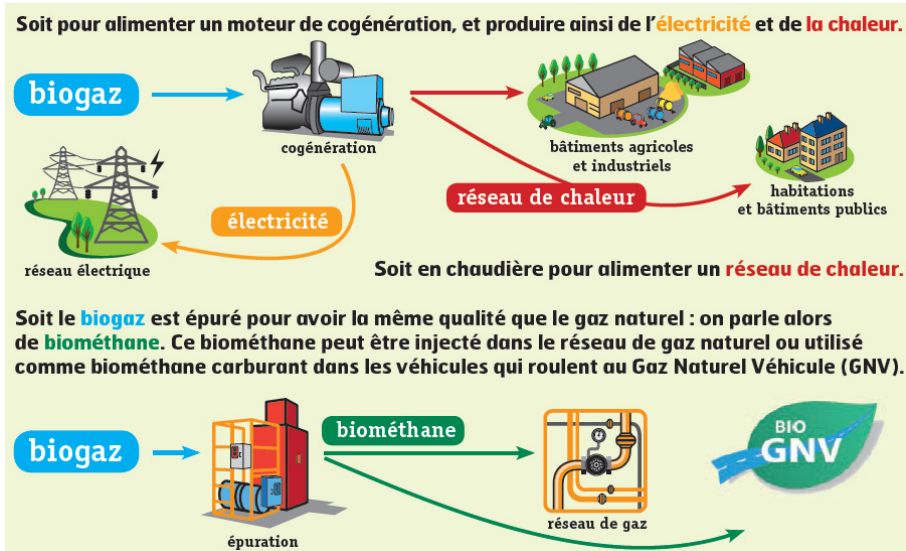 Soit pour alimenter un moteur de cogénération, et produire ainsi de l'électricité et de la chaleur.
biogaz
cogénération
bâtiments agricoles
et industriels
habitations
et bâtiments publics
réseau de chaleur
électricité
réseau électrique
Soit en chaudière pour alimenter un réseau de chaleur.
Soit le biogaz est épuré pour avoir la même qualité que le gaz naturel : on parle alors
de biométhane. Ce biométhane peut être injecté dans le réseau de gaz naturel ou utilisé
comme biométhane carburant dans les véhicules qui roulent au Gaz Naturel Véhicule (GNV).
biogaz
épuration
biométhane
réseau de gaz
BIO
GNV